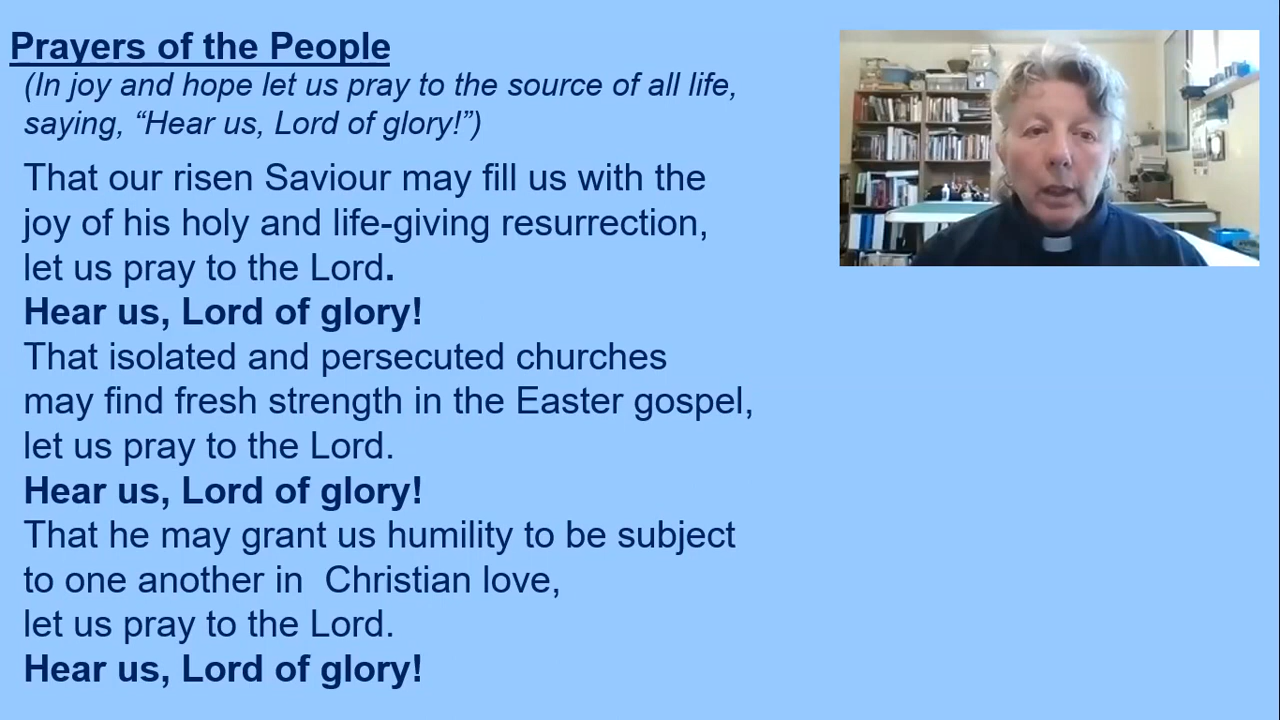 Prayers of the People
(In joy and hope let us pray to the source of all life,
saying, “Hear us, Lord of glory!”)
That our risen Saviour may fill us with the
joy of his holy and life-giving resurrection,
let us pray to the Lord.
Hear us, Lord of glory!
That isolated and persecuted churches
may find fresh strength in the Easter gospel,
let us pray to the Lord.
Hear us, Lord of glory!
That he may grant us humility to be subject
to one another in  Christian love,
let us pray to the Lord.
Hear us, Lord of glory!